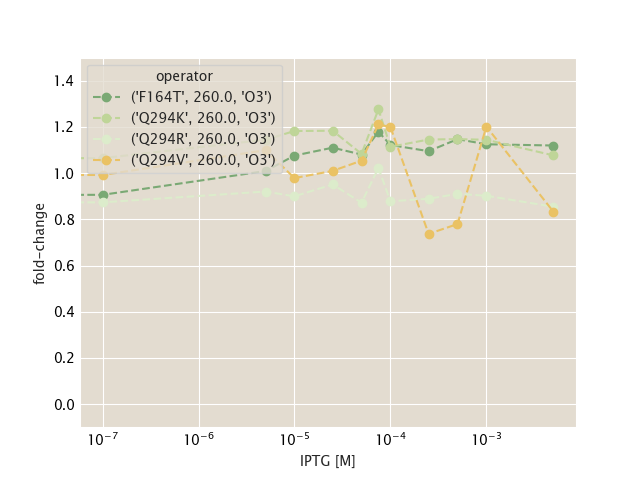 operator
('F164T', 260.0, 'O3')
('Q294K', 260.0, 'O3')
('Q294R', 260.0, 'O3')
('Q294V', 260.0, 'O3')
1.4
1.2
1.0
0.8
0.6
0.4
0.2
0.0
fold-change
10⁻⁷ 10⁻⁶ 10⁻⁵ 10⁻⁴ 10⁻³
IPTG [M]